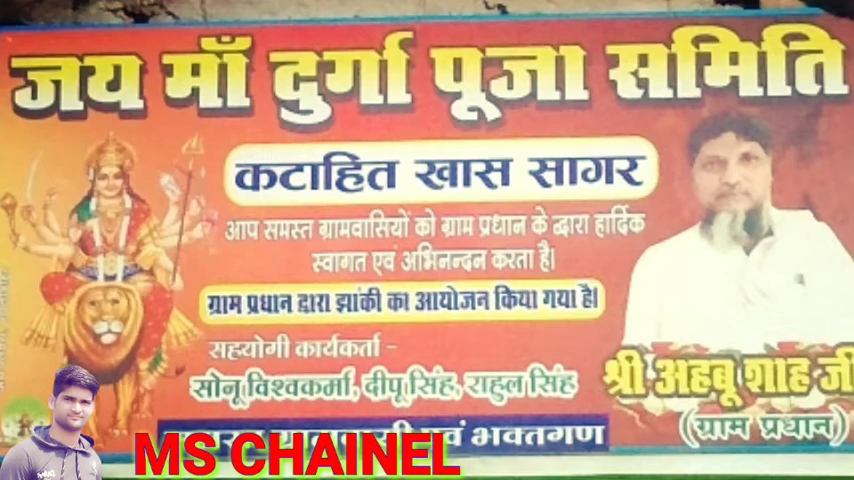 जय माँ दुर्गा पूजा समिति
कटाहित खास सागर
आप समस्त ग्रामवासियों को ग्राम प्रधान के द्वारा हार्दिक
स्वागत एवं अभिनन्दन करता है।
ग्राम प्रधान द्वारा झांकी का आयोजन किया गया है।
सहयोगी कार्यकर्ता -
सोनू विश्वकर्मा, दीपू सिंह, राहुल सिंह
श्री अहबू शाह जी
(ग्राम प्रधान)
एवं भक्तगण
MS CHAINEL